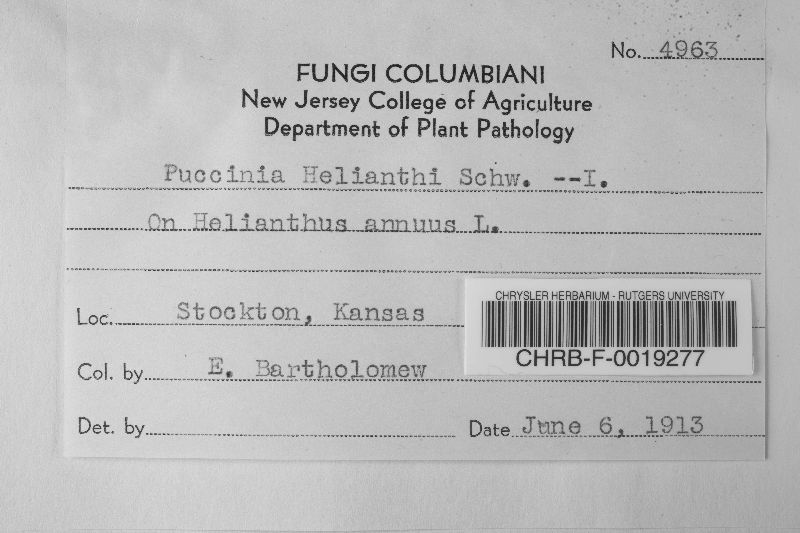 No. 4963
FUNGI COLUMBIANI
New Jersey College of Agriculture
Department of Plant Pathology
Puccinia Helianthi Schw. --I.
On Helianthus annuus L.
Loc. Stockton, Kansas
CHRYSLER HERBARIUM - RUTGERS UNIVERSITY
CHRB-F-0019277
Col. by E. Bartholomew
Det. by
Date June 6, 1913